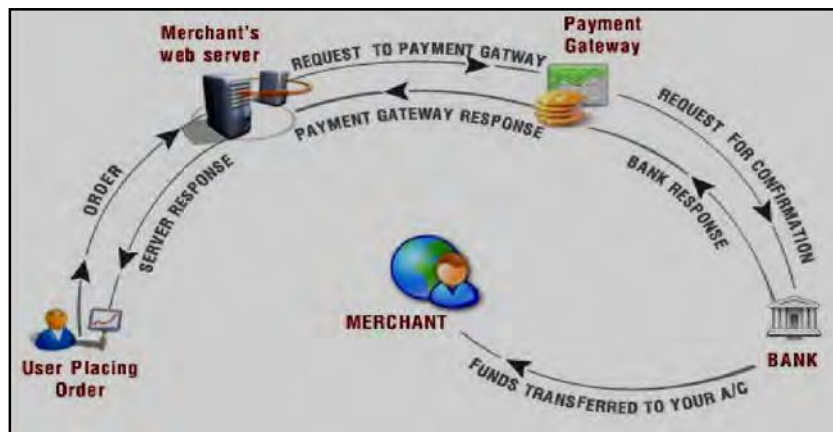 Merchant's
web server
Payment
Gateway
REQUEST TO PAYMENT GATWAY
PAYMENT GATEWAY RESPONSE
REQUEST FOR CONFIRMATION
BANK RESPONSE
ORDER
SERVER RESPONSE
MERCHANT
User Placing
Order
BANK
FUNDS TRANSFERRED TO YOUR A/C